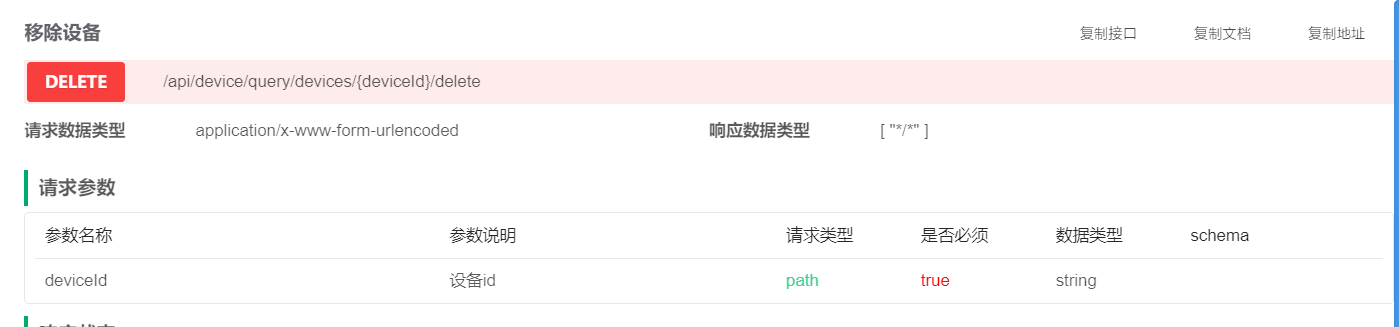 移除设备 复制接口 复制文档 复制地址
DELETE /api/device/query/devices/{deviceId}/delete
请求数据类型 application/x-www-form-urlencoded 响应数据类型 [ "*/*" ]
请求参数
参数名称 参数说明 请求类型 是否必须 数据类型 schema
deviceId 设备id path true string